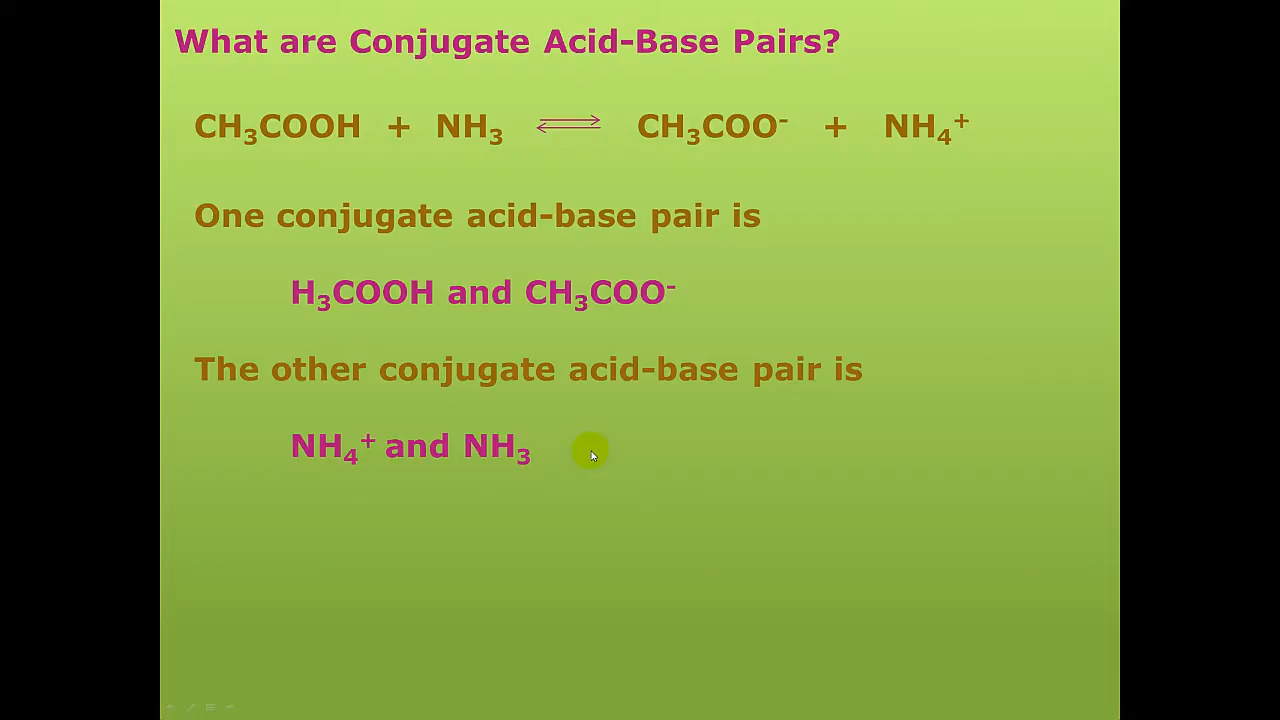 What are Conjugate Acid-Base Pairs?
CH₃COOH + NH₃ ⇌ CH₃COO⁻ + NH₄⁺
One conjugate acid-base pair is
H₃COOH and CH₃COO⁻
The other conjugate acid-base pair is
NH₄⁺ and NH₃